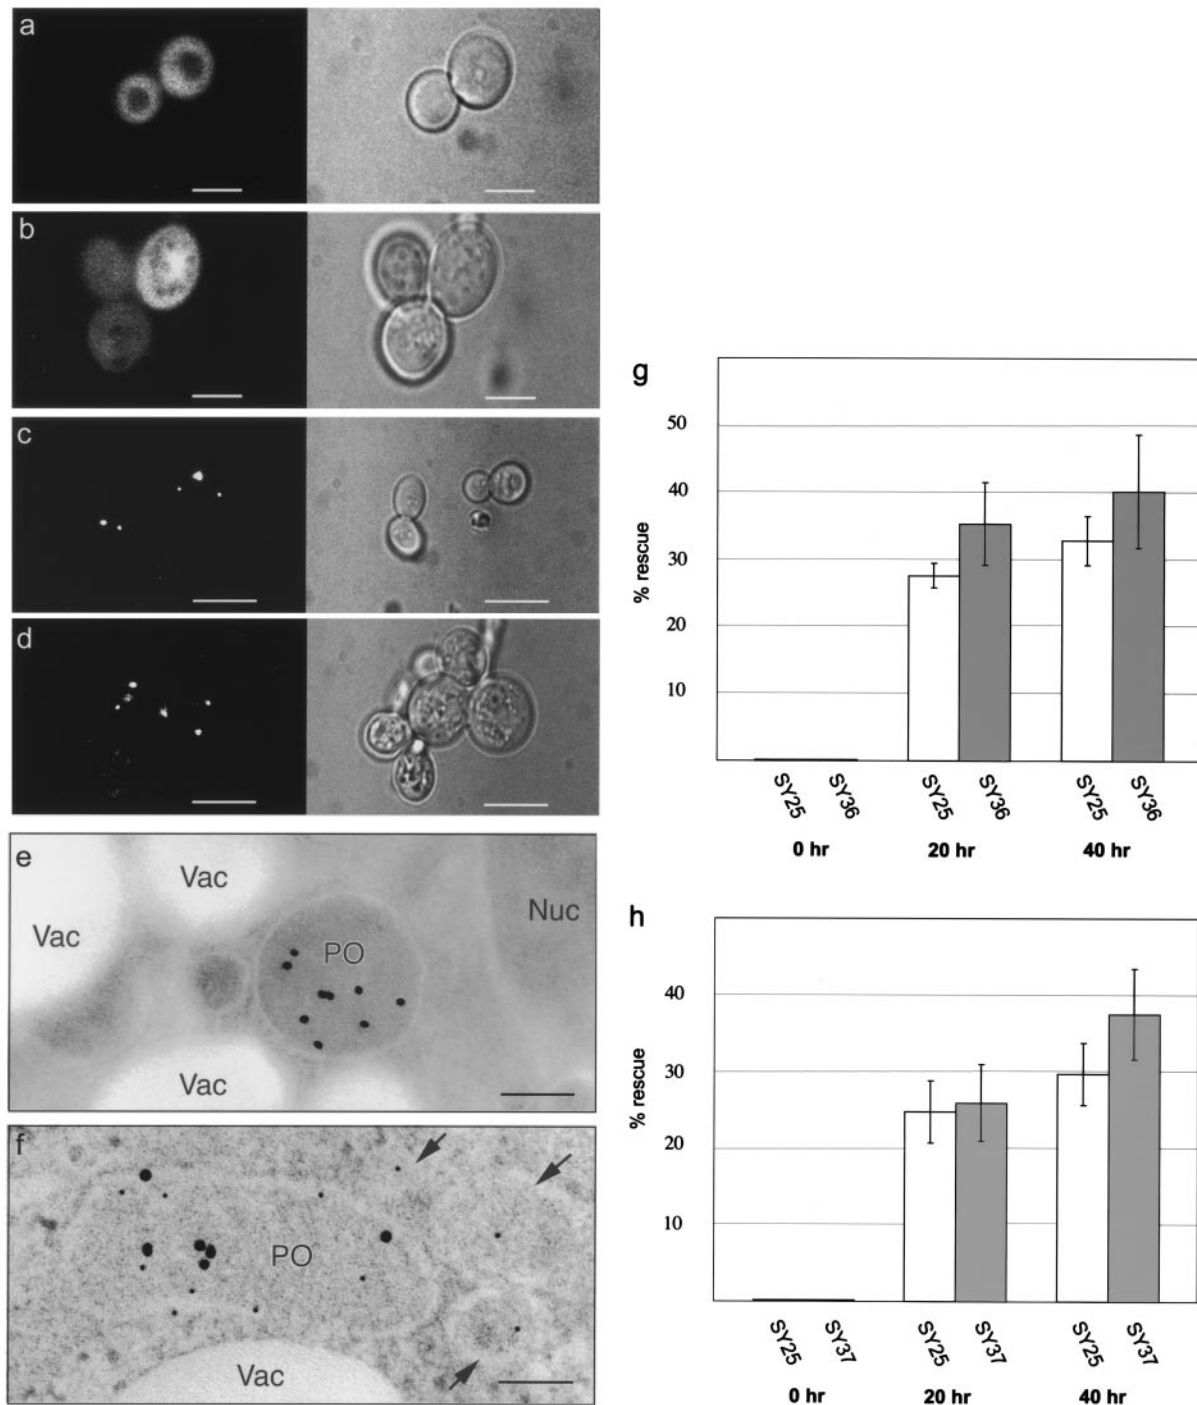 a
b
c
d
e
Vac
Vac
PO
Nuc
Vac
f
PO
Vac
g
50
40
30
20
10
% rescue
SY25 SY36 SY25 SY36 SY25 SY36
0 hr 20 hr 40 hr
h
40
30
20
10
% rescue
SY25 SY37 SY25 SY37 SY25 SY37
0 hr 20 hr 40 hr